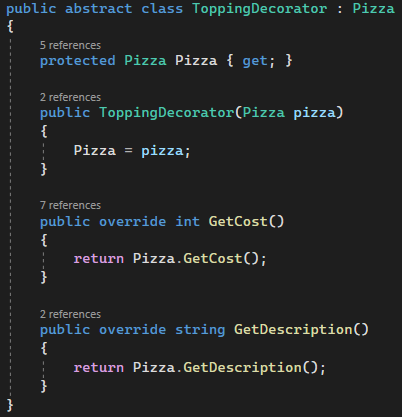 public abstract class ToppingDecorator : Pizza
{
5 references
protected Pizza Pizza { get; }
2 references
public ToppingDecorator(Pizza pizza)
{
Pizza = pizza;
}
7 references
public override int GetCost()
{
return Pizza.GetCost();
}
2 references
public override string GetDescription()
{
return Pizza.GetDescription();
}
}